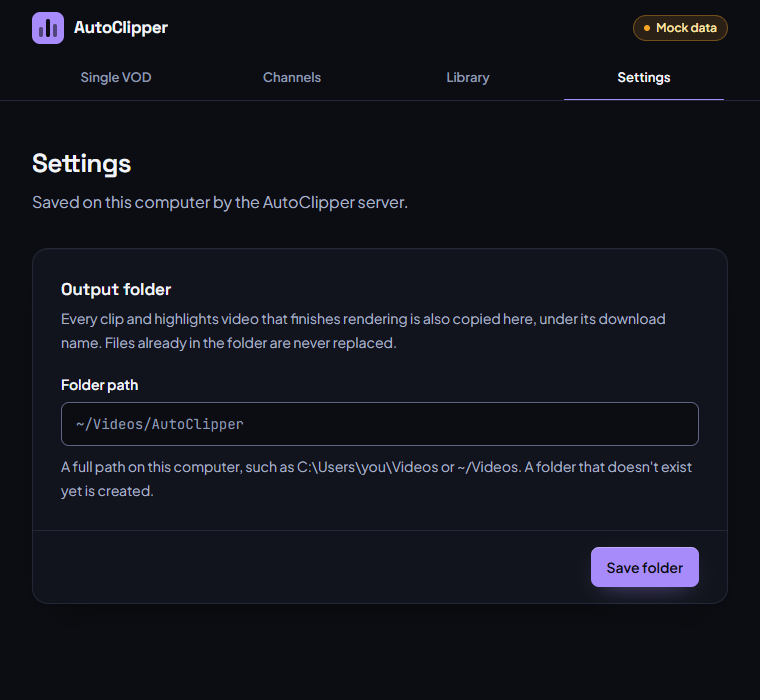 AutoClipper
Mock data
Single VOD
Channels
Library
Settings
Settings
Saved on this computer by the AutoClipper server.
Output folder
Every clip and highlights video that finishes rendering is also copied here, under its download
name. Files already in the folder are never replaced.
Folder path
~/Videos/AutoClipper
A full path on this computer, such as C:\Users\you\Videos or ~/Videos. A folder that doesn't exist
yet is created.
Save folder